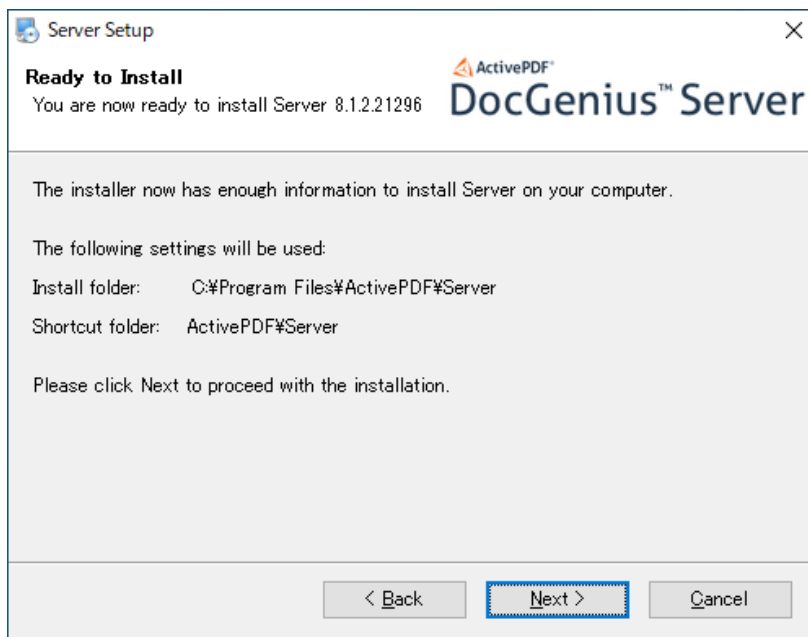 Server Setup
Ready to Install
You are now ready to install Server 8.1.2.21296
ActivePDF®
DocGenius™ Server
The installer now has enough information to install Server on your computer.
The following settings will be used:
Install folder: C:¥Program Files¥ActivePDF¥Server
Shortcut folder: ActivePDF¥Server
Please click Next to proceed with the installation.
< Back
Next >
Cancel